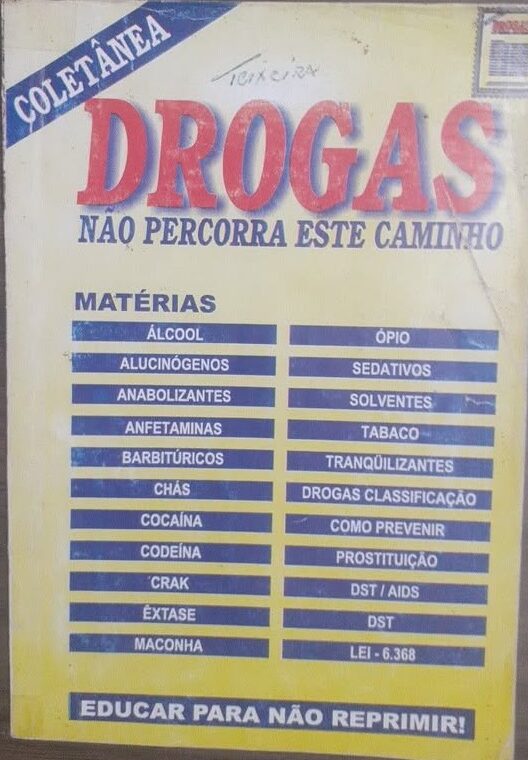 COLETÂNEA
Teixeira
DROGAS
NÃO PERCORRA ESTE CAMINHO
MATÉRIAS
ÁLCOOL
ALUCINÓGENOS
ANABOLIZANTES
ANFETAMINAS
BARBITÚRICOS
CHÁS
COCAÍNA
CODEÍNA
CRAK
ÊXTASE
MACONHA
ÓPIO
SEDATIVOS
SOLVENTES
TABACO
TRANQÜILIZANTES
DROGAS CLASSIFICAÇÃO
COMO PREVENIR
PROSTITUIÇÃO
DST / AIDS
DST
LEI - 6.368
EDUCAR PARA NÃO REPRIMIR!